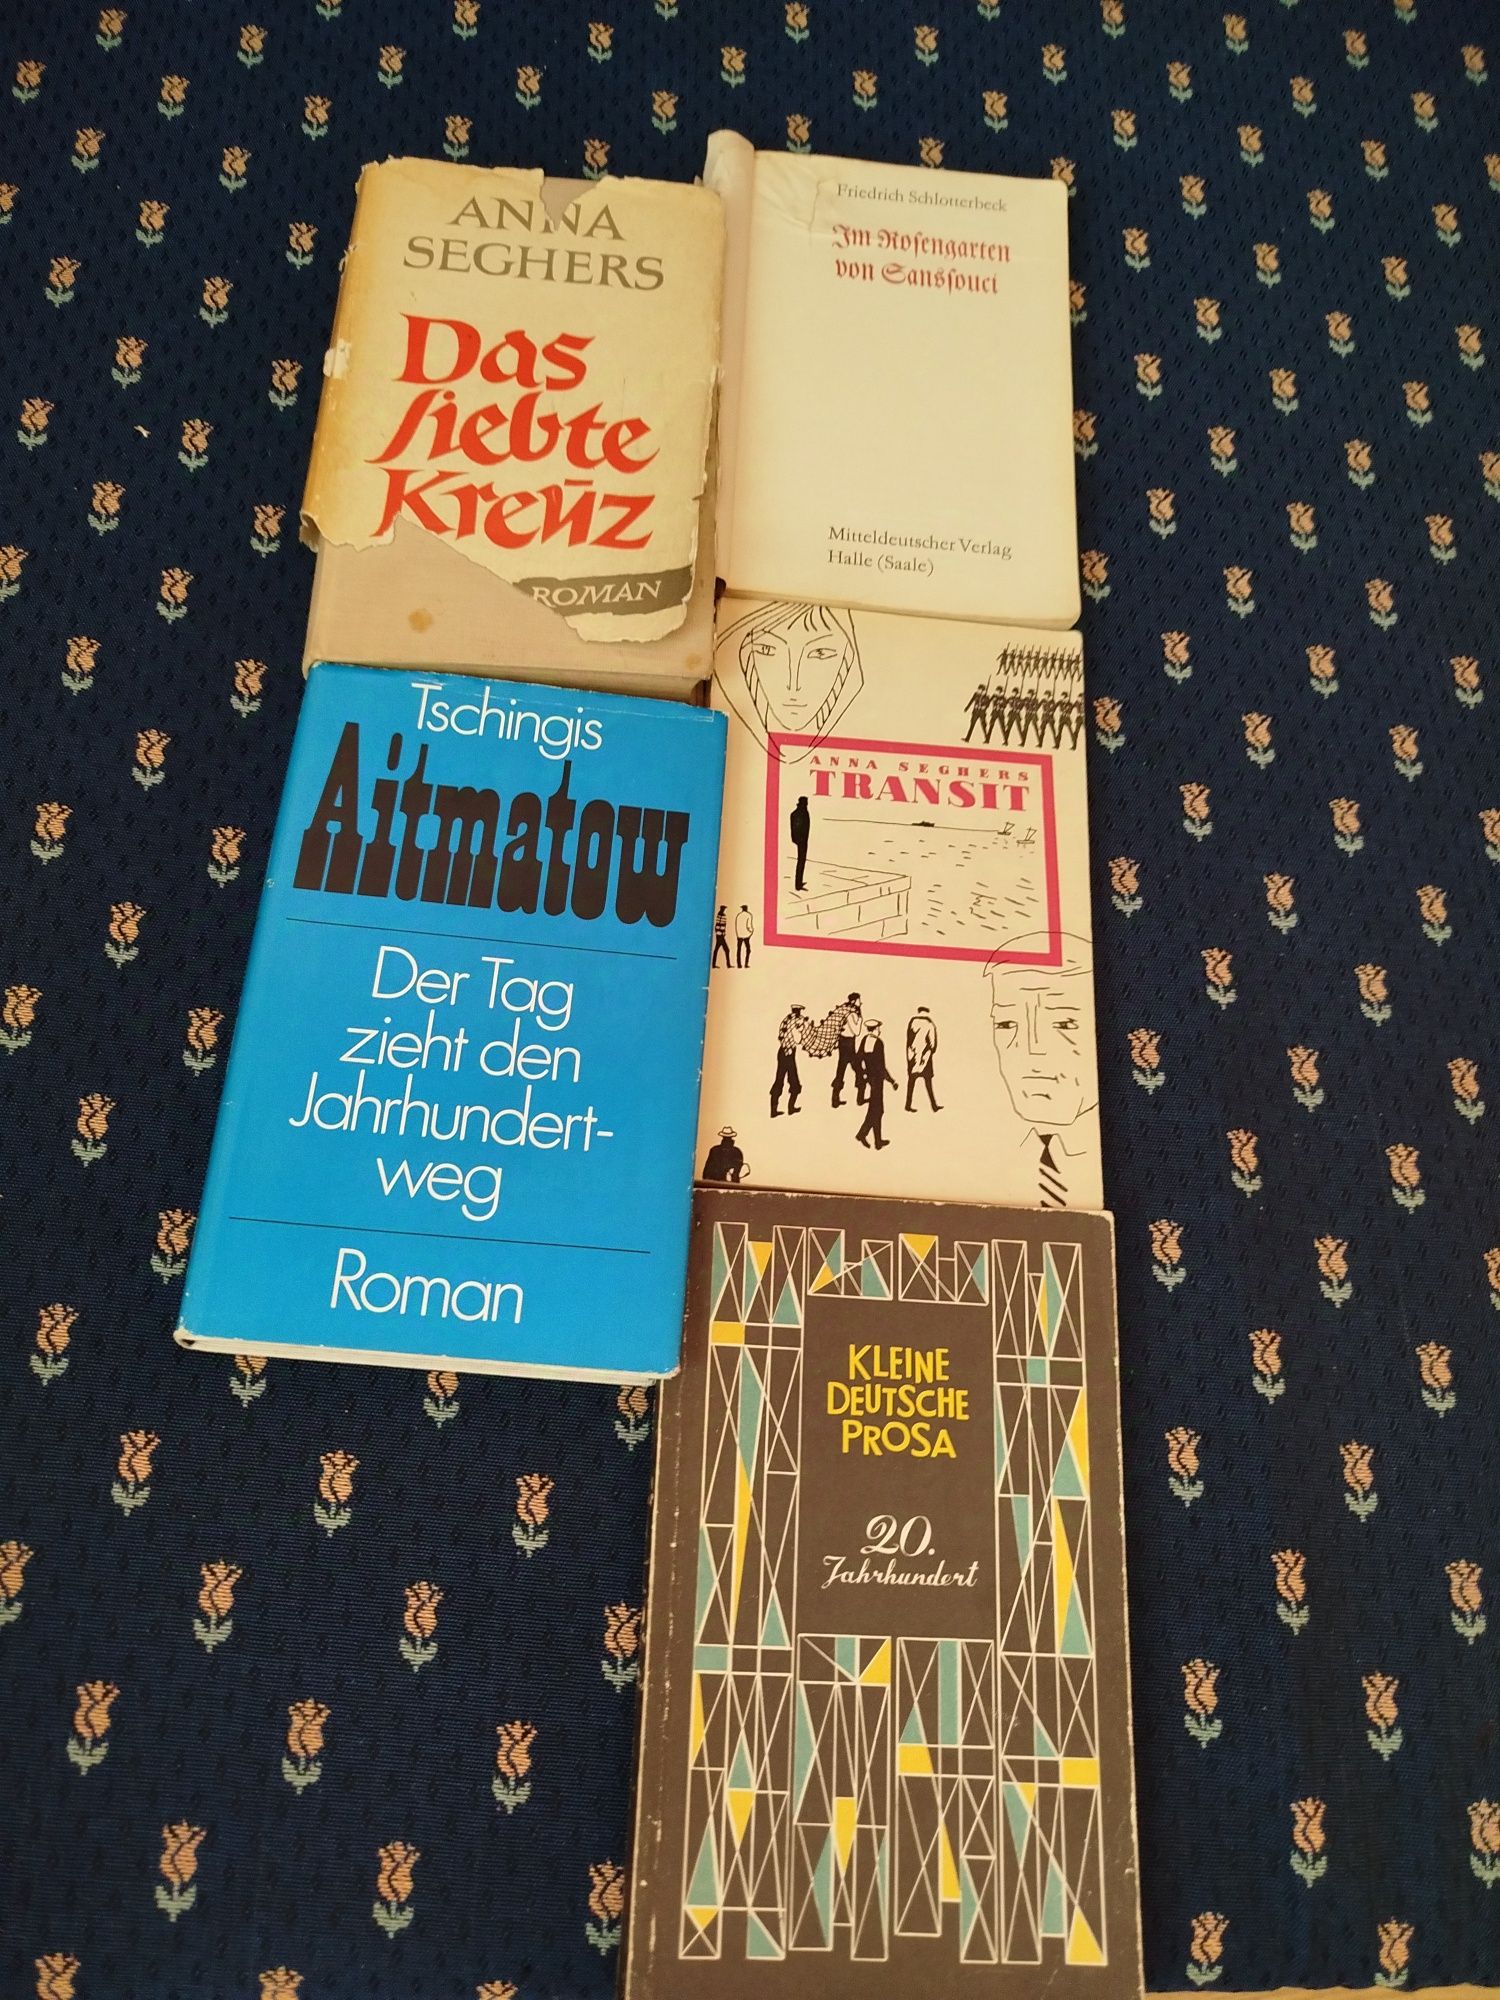 ANNA
SEGHERS
Das
siebte
Kreuz
ROMAN
Friedrich Schlotterbeck
Im Rosengarten
von Sanssouci
Mitteldeutscher Verlag
Halle (Saale)
Tschingis
Aitmatow
Der Tag
zieht den
Jahrhundert-
weg
Roman
ANNA SEGHERS
TRANSIT
KLEINE
DEUTSCHE
PROSA
20.
Jahrhundert